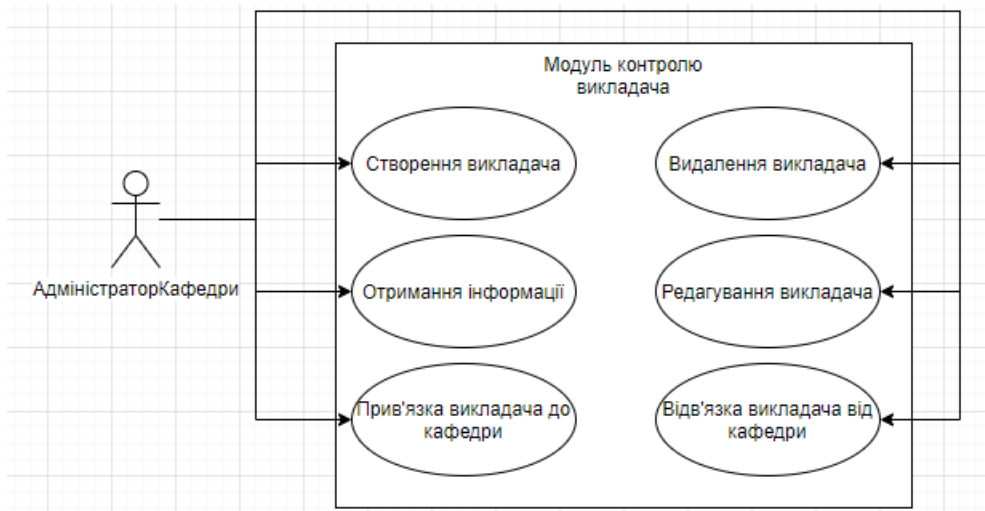 Модуль контролю
викладача
Створення викладача
Видалення викладача
АдміністраторКафедри
Отримання інформації
Редагування викладача
Прив'язка викладача до
кафедри
Відв'язка викладача від
кафедри